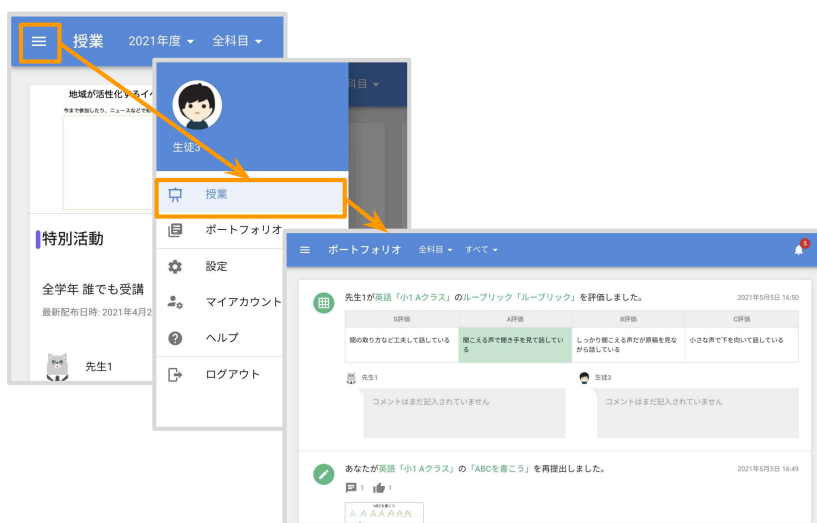 授業 2021年度 全科目
地域が活性化するイ
特別活動
全学年 誰でも受講
最新配布日時: 2021年4月2
先生1
科目
生徒3
授業
ポートフォリオ
設定
マイアカウント
ヘルプ
ログアウト
ポートフォリオ 全科目 すべて 5
先生1が英語「小1 Aクラス」のルーブリック「ルーブリック」を評価しました。 2021年5月5日 16:50
S評価 A評価 B評価 C評価
間の取り方など工夫して話している 聞こえる声で聞き手を見て話してい しっかり聞こえる声だが原稿を見な 小さな声で下を向いて話している
る がら話している
先生1 生徒3
コメントはまだ記入されていません コメントはまだ記入されていません
あなたが英語「小1 Aクラス」の「ABCを書こう」を再提出しました。 2021年5月5日 16:49
1 1
ABCを書こう
A A A A A A A